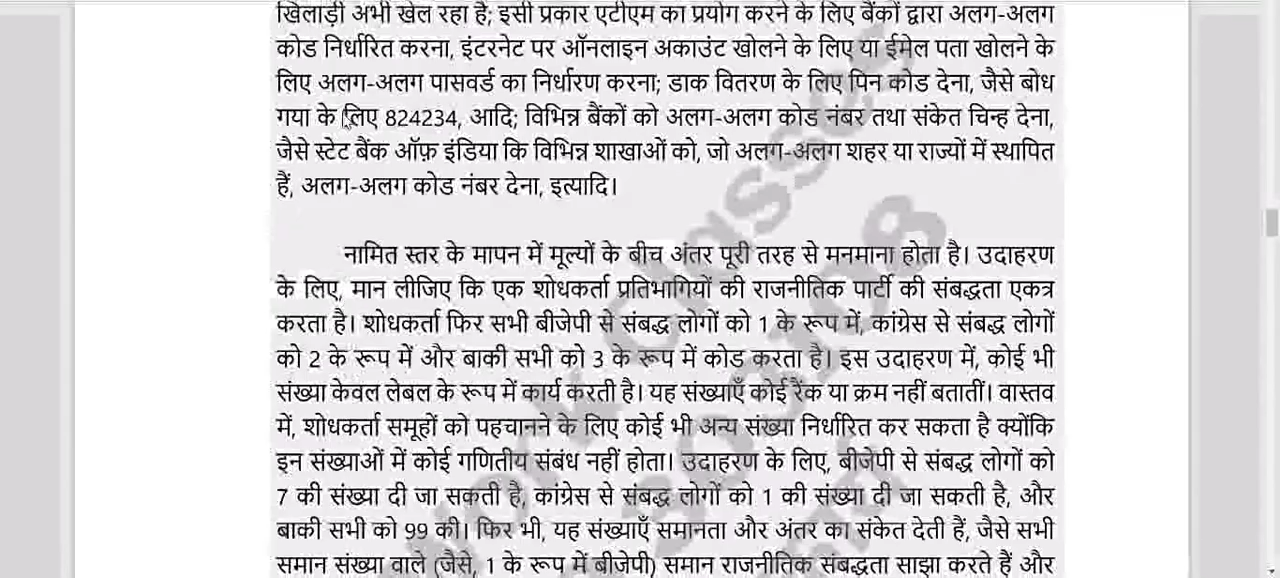 खिलाड़ी अभी खेल रहा है; इसी प्रकार एटीएम का प्रयोग करने के लिए बैंकों द्वारा अलग-अलग
कोड निर्धारित करना, इंटरनेट पर ऑनलाइन अकाउंट खोलने के लिए या ईमेल पता खोलने के
लिए अलग-अलग पासवर्ड का निर्धारण करना; डाक वितरण के लिए पिन कोड देना, जैसे बोध
गया के लिए 824234, आदि; विभिन्न बैंकों को अलग-अलग कोड नंबर तथा संकेत चिन्ह देना,
जैसे स्टेट बैंक ऑफ़ इंडिया कि विभिन्न शाखाओं को, जो अलग-अलग शहर या राज्यों में स्थापित
हैं, अलग-अलग कोड नंबर देना, इत्यादि।
नामित स्तर के मापन में मूल्यों के बीच अंतर पूरी तरह से मनमाना होता है। उदाहरण
के लिए, मान लीजिए कि एक शोधकर्ता प्रतिभागियों की राजनीतिक पार्टी की संबद्धता एकत्र
करता है। शोधकर्ता फिर सभी बीजेपी से संबद्ध लोगों को 1 के रूप में, कांग्रेस से संबद्ध लोगों
को 2 के रूप में और बाकी सभी को 3 के रूप में कोड करता है। इस उदाहरण में, कोई भी
संख्या केवल लेबल के रूप में कार्य करती है। यह संख्याएँ कोई रैंक या क्रम नहीं बतातीं। वास्तव
में, शोधकर्ता समूहों को पहचानने के लिए कोई भी अन्य संख्या निर्धारित कर सकता है क्योंकि
इन संख्याओं में कोई गणितीय संबंध नहीं होता। उदाहरण के लिए, बीजेपी से संबद्ध लोगों को
7 की संख्या दी जा सकती है, कांग्रेस से संबद्ध लोगों को 1 की संख्या दी जा सकती है, और
बाकी सभी को 99 की। फिर भी, यह संख्याएँ समानता और अंतर का संकेत देती हैं, जैसे सभी
समान संख्या वाले (जैसे, 1 के रूप में बीजेपी) समान राजनीतिक संबद्धता साझा करते हैं और
Work Classes